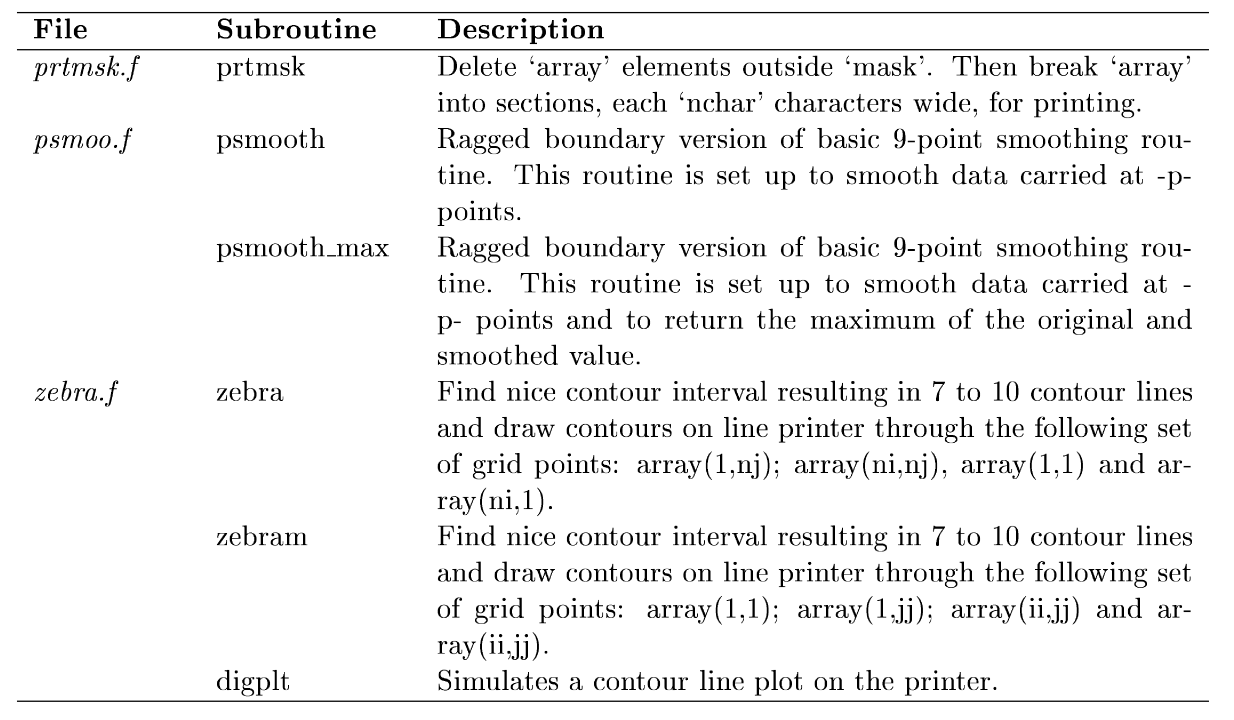 File Subroutine Description
prtmsk.f prtmsk Delete ‘array’ elements outside ‘mask’. Then break ‘array’
into sections, each ‘nchar’ characters wide, for printing.
psmoo.f psmooth Ragged boundary version of basic 9-point smoothing rou-
tine. This routine is set up to smooth data carried at -p-
points.
psmooth_max Ragged boundary version of basic 9-point smoothing rou-
tine. This routine is set up to smooth data carried at -
p- points and to return the maximum of the original and
smoothed value.
zebra.f zebra Find nice contour interval resulting in 7 to 10 contour lines
and draw contours on line printer through the following set
of grid points: array(1,nj); array(ni,nj), array(1,1) and ar-
ray(ni,1).
zebram Find nice contour interval resulting in 7 to 10 contour lines
and draw contours on line printer through the following set
of grid points: array(1,1); array(1,jj); array(ii,jj) and ar-
ray(ii,jj).
digplt Simulates a contour line plot on the printer.